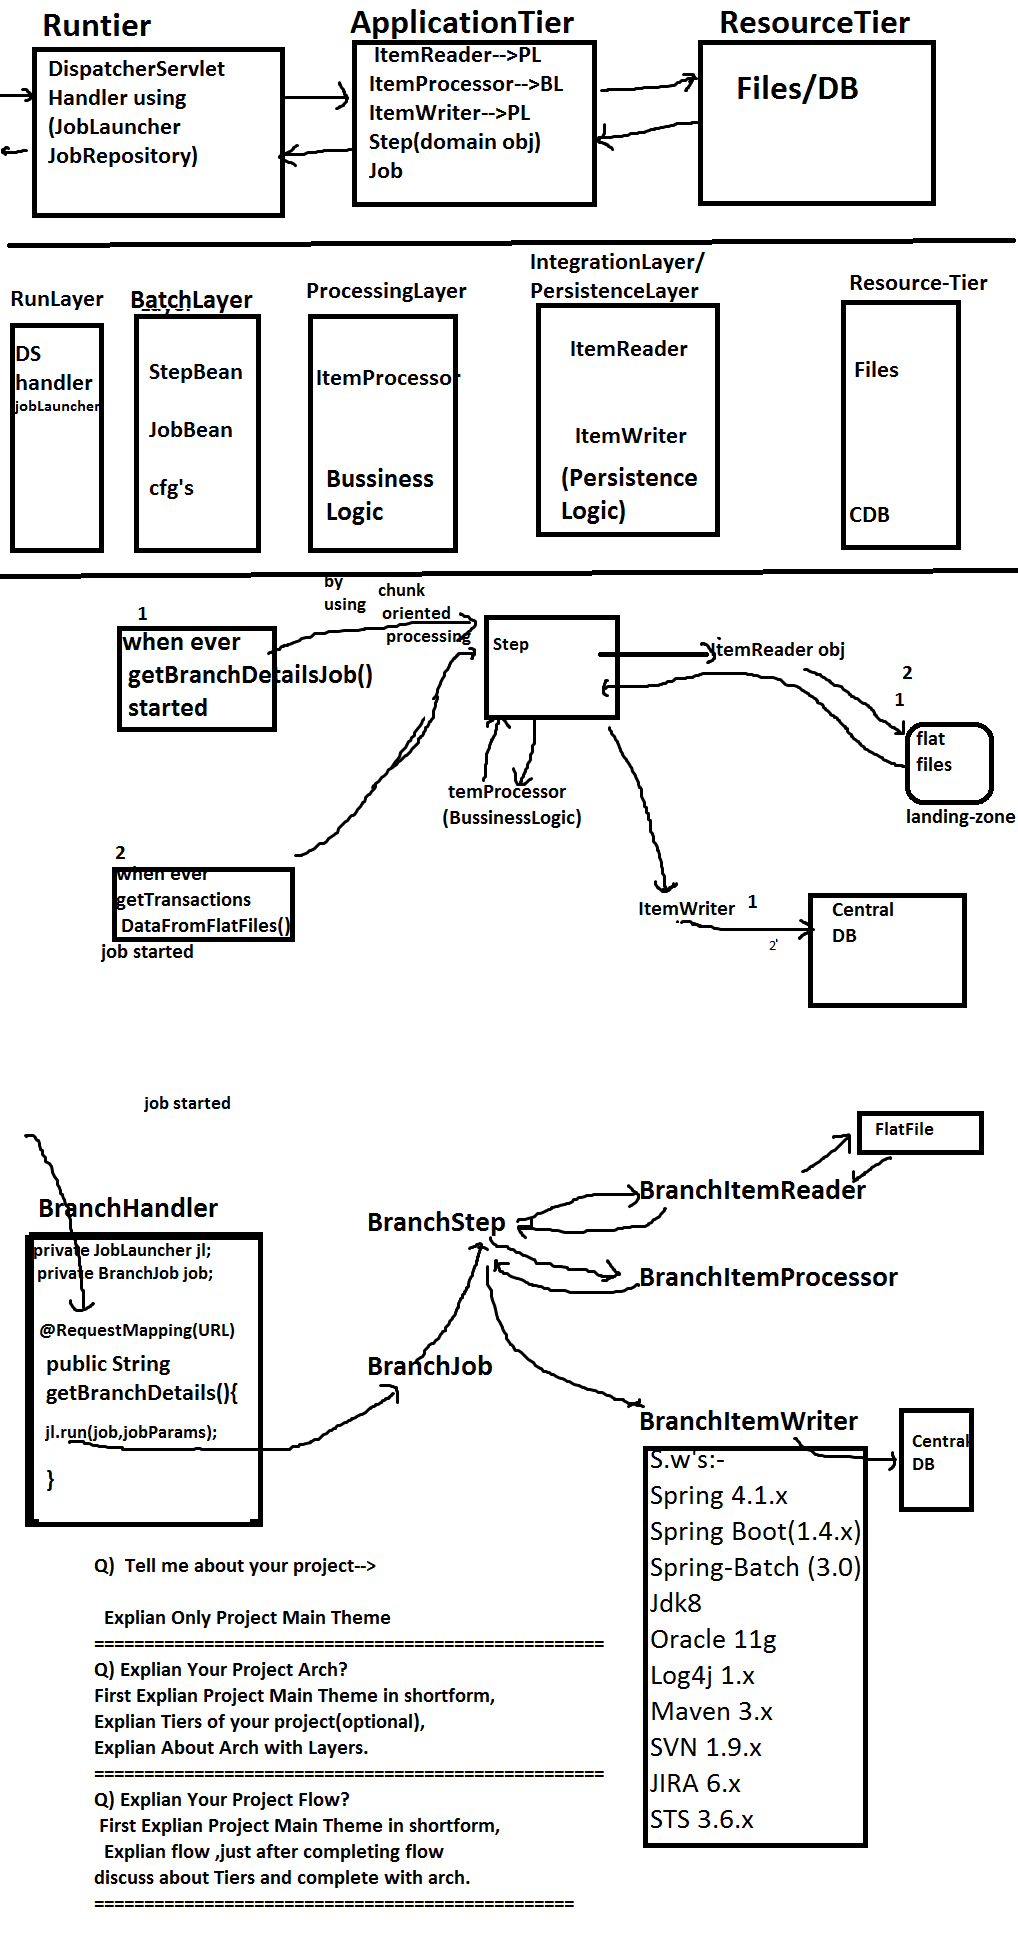 Runtier
ApplicationTier
ResourceTier
DispatcherServlet
Handler using
(JobLauncher
JobRepository)
ItemReader-->PL
ItemProcessor-->BL
ItemWriter-->PL
Step(domain obj)
Job
Files/DB
RunLayer
DS
handler
jobLauncher
BatchLayer
StepBean
JobBean
cfg's
ProcessingLayer
ItemProcessor
Bussiness
Logic
IntegrationLayer/
PersistenceLayer
ItemReader
ItemWriter
(Persistence
Logic)
Resource-Tier
Files
CDB
1
when ever
getBranchDetailsJob()
started
by
using
chunk
oriented
processing
Step
ItemReader obj
2
1
flat
files
landing-zone
temProcessor
(BussinessLogic)
2
when ever
getTransactions
DataFromFlatFiles()
job started
ItemWriter
1
2'
Central
DB
job started
BranchHandler
private JobLauncher jl;
private BranchJob job;
@RequestMapping(URL)
public String
getBranchDetails(){
jl.run(job,jobParams);
}
BranchStep
BranchJob
FlatFile
BranchItemReader
BranchItemProcessor
BranchItemWriter
Central
DB
S.w's:-
Spring 4.1.x
Spring Boot(1.4.x)
Spring-Batch (3.0)
Jdk8
Oracle 11g
Log4j 1.x
Maven 3.x
SVN 1.9.x
JIRA 6.x
STS 3.6.x
Q) Tell me about your project-->
Explian Only Project Main Theme
===================================================
Q) Explian Your Project Arch?
First Explian Project Main Theme in shortform,
Explian Tiers of your project(optional),
Explian About Arch with Layers.
===================================================
Q) Explian Your Project Flow?
First Explian Project Main Theme in shortform,
Explian flow ,just after completing flow
discuss about Tiers and complete with arch.
================================================